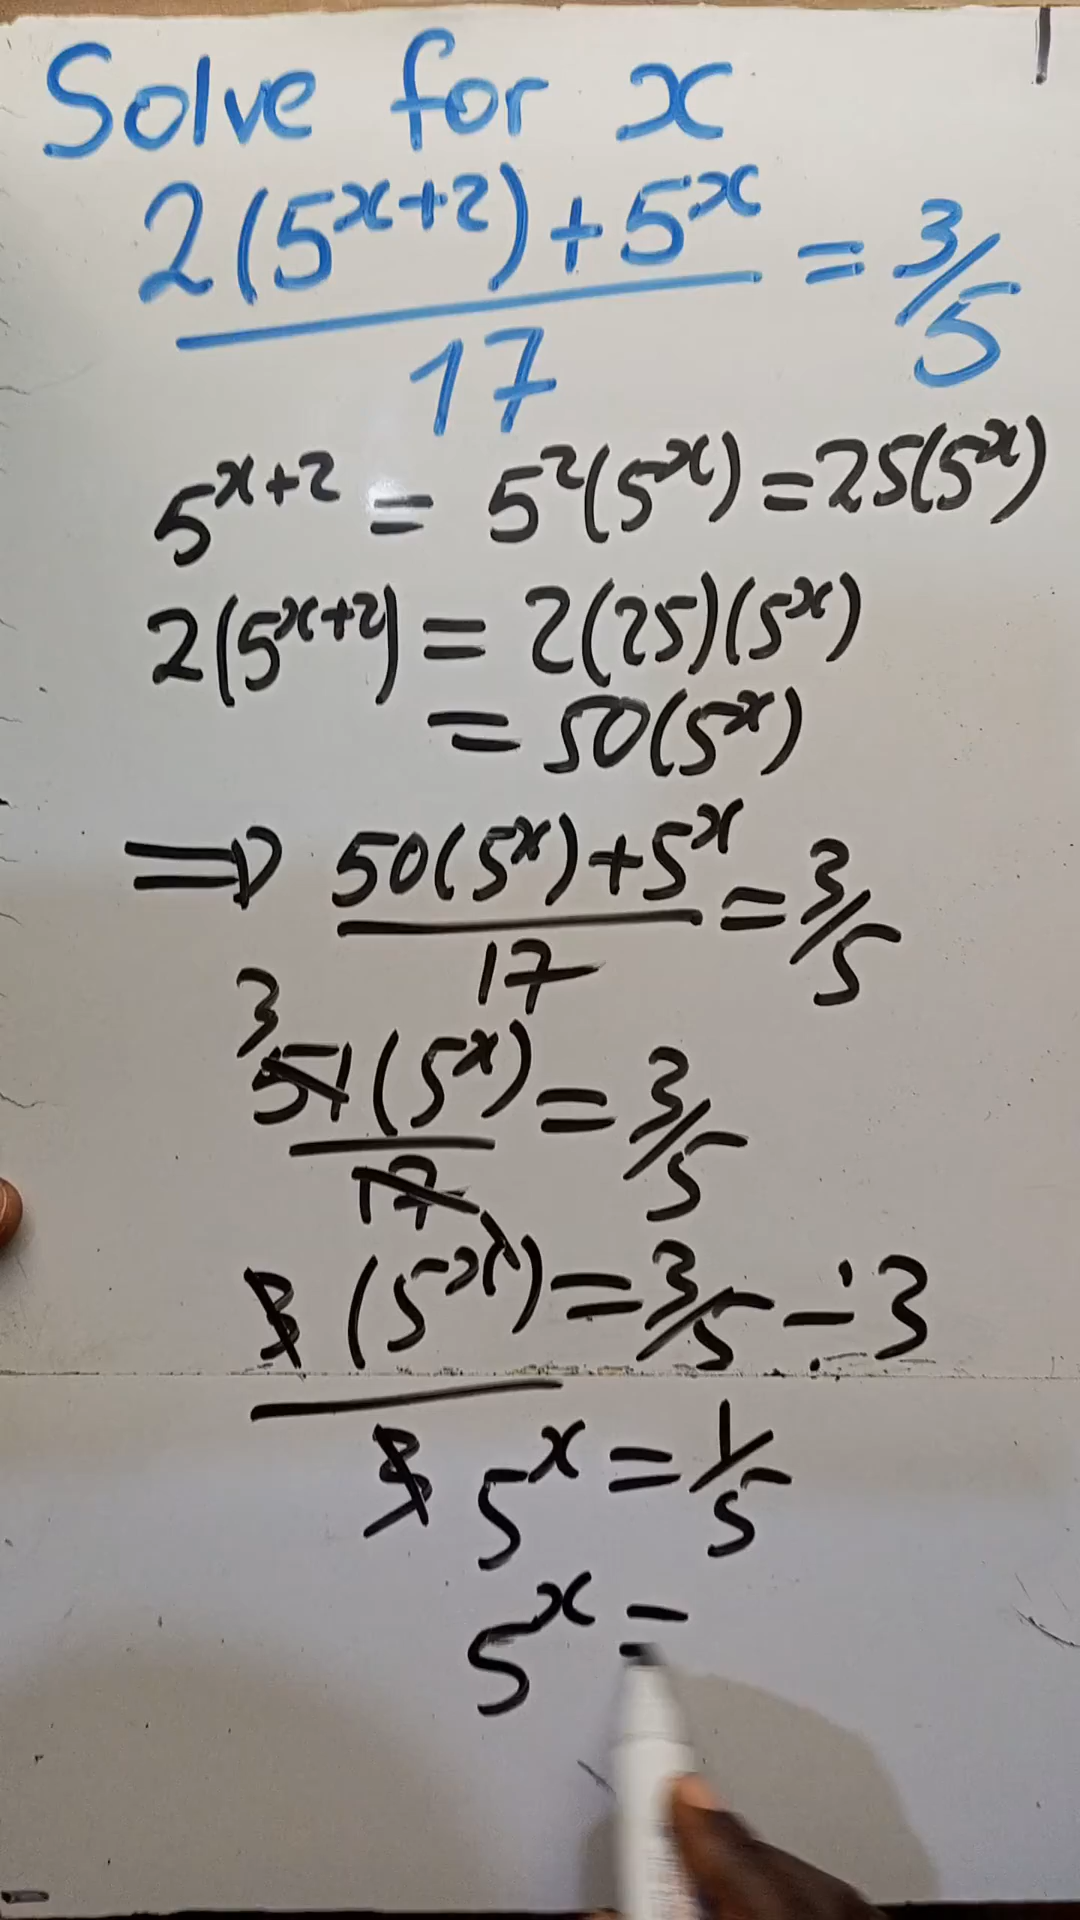 Solve for x
2(5^{x+2}) + 5^x / 17 = 3/5
5^{x+2} = 5^2(5^x) = 25(5^x)
2(5^{x+2}) = 2(25)(5^x)
= 50(5^x)
⇒ 50(5^x) + 5^x / 17 = 3/5
3
51(5^x) / 17 = 3/5
1
3(5^x) / 3 = 3/5 ÷ 3
5^x = 1/5
5^x =